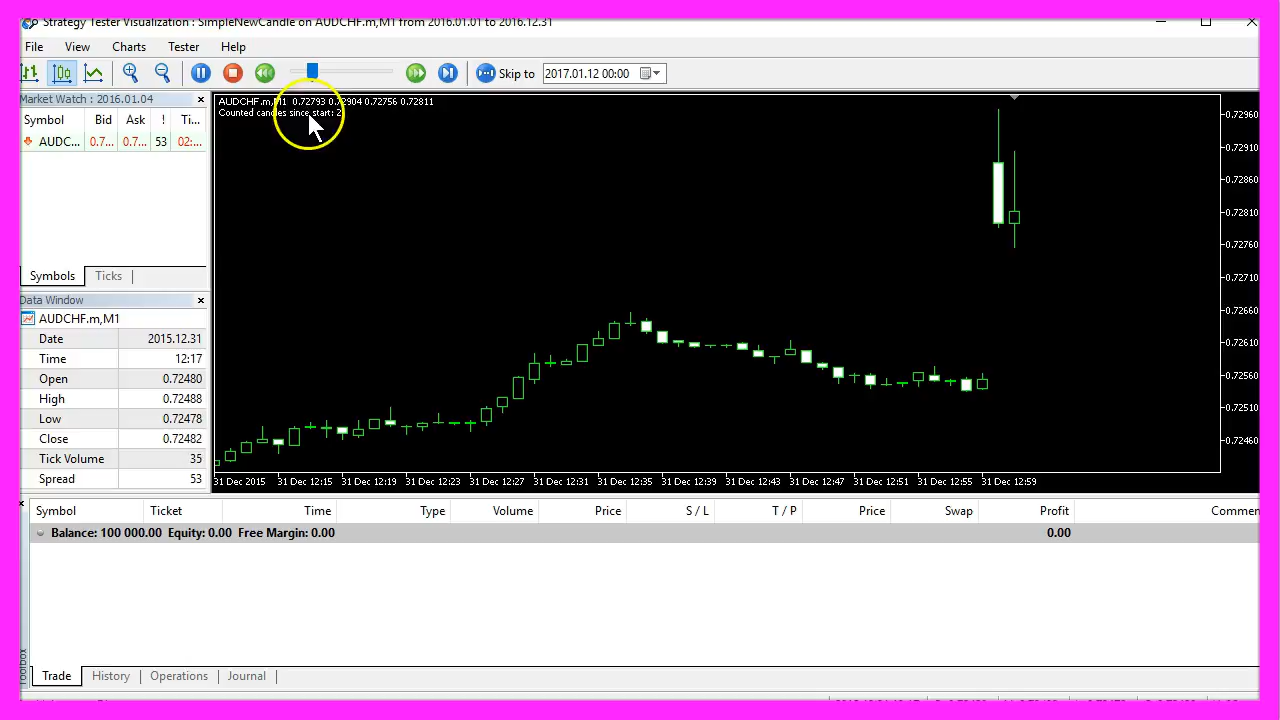 Strategy Tester Visualization : SimpleNewCandle on AUDCHF.m,M1 from 2016.01.01 to 2016.12.31
File View Charts Tester Help
Skip to 2017.01.12 00:00
Market Watch : 2016.01.04
Symbol Bid Ask ! Ti...
AUDC... 0.7... 0.7... 53 02:...
Symbols Ticks
Data Window
AUDCHF.m,M1
Date 2015.12.31
Time 12:17
Open 0.72480
High 0.72488
Low 0.72478
Close 0.72482
Tick Volume 35
Spread 53
AUDCHF.m,M1 0.72793 0.72904 0.72756 0.72811
Counted candles since start: 2
0.72960
0.72910
0.72860
0.72810
0.72760
0.72710
0.72660
0.72610
0.72560
0.72510
0.72460
31 Dec 2015 31 Dec 12:15 31 Dec 12:19 31 Dec 12:23 31 Dec 12:27 31 Dec 12:31 31 Dec 12:35 31 Dec 12:39 31 Dec 12:43 31 Dec 12:47 31 Dec 12:51 31 Dec 12:55 31 Dec 12:59
Symbol Ticket Time Type Volume Price S / L T / P Price Swap Profit Commen
Balance: 100 000.00 Equity: 0.00 Free Margin: 0.00 0.00
Toolbox
Trade History Operations Journal